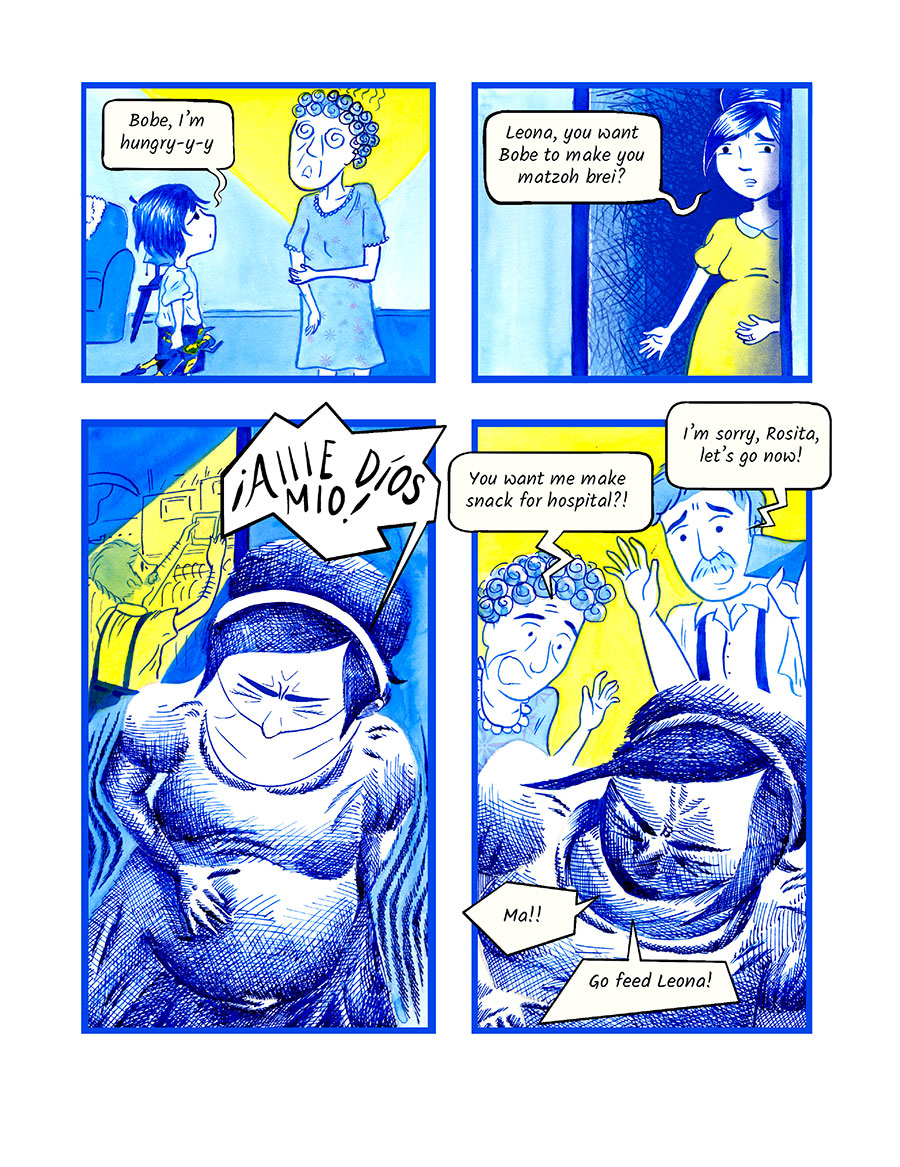 Bobe, I'm
hungry-y-y
Leona, you want
Bobe to make you
matzoh brei?
¡AIIIE DíOS
MIO!
You want me make
snack for hospital?!
I'm sorry, Rosita,
let's go now!
Ma!!
Go feed Leona!